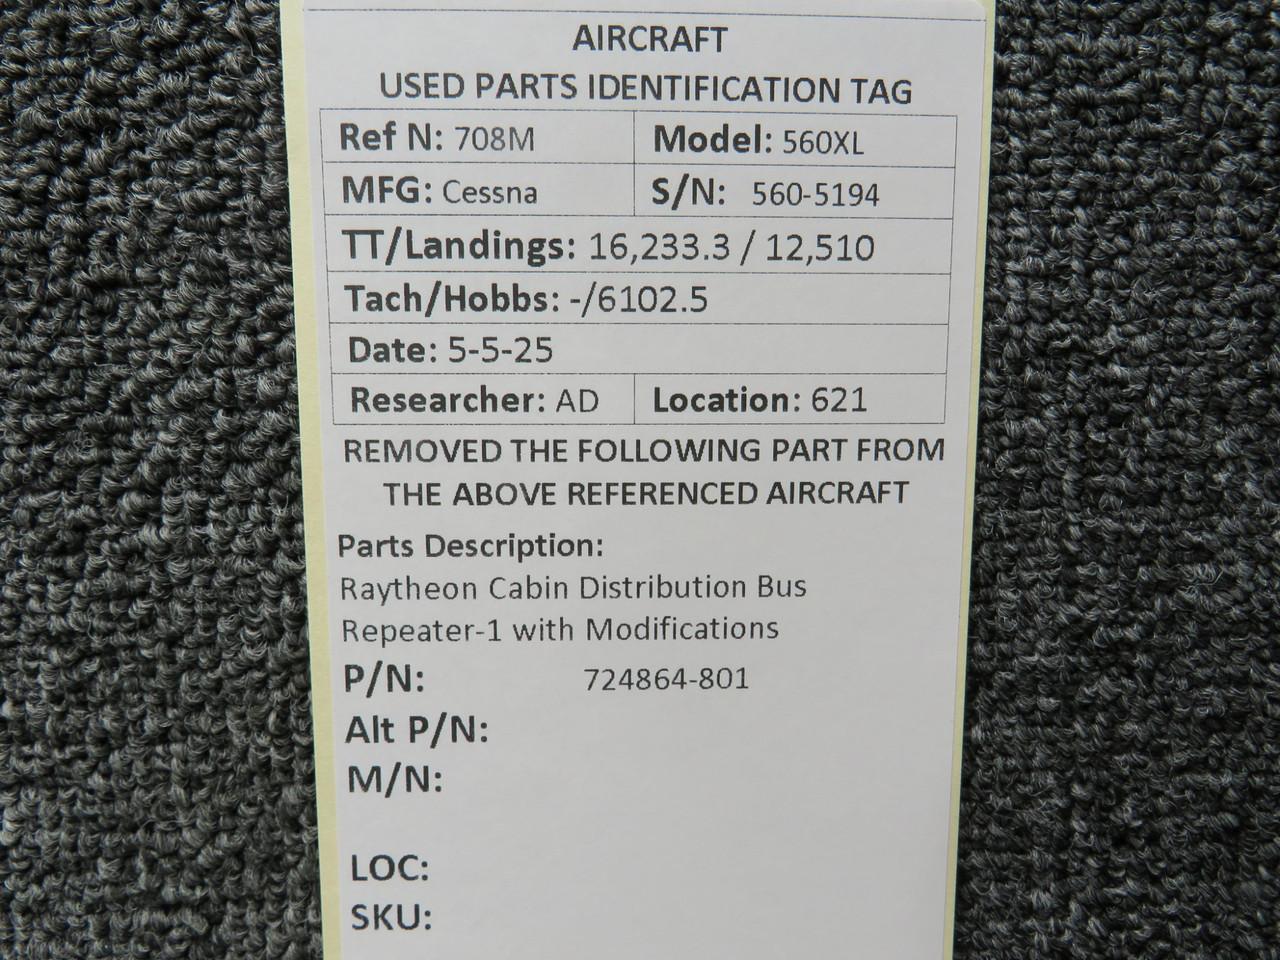 AIRCRAFT
USED PARTS IDENTIFICATION TAG
Ref N: 708M Model: 560XL
MFG: Cessna S/N: 560-5194
TT/Landings: 16,233.3 / 12,510
Tach/Hobbs: -/6102.5
Date: 5-5-25
Researcher: AD Location: 621
REMOVED THE FOLLOWING PART FROM
THE ABOVE REFERENCED AIRCRAFT
Parts Description:
Raytheon Cabin Distribution Bus
Repeater-1 with Modifications
P/N: 724864-801
Alt P/N:
M/N:
LOC:
SKU: